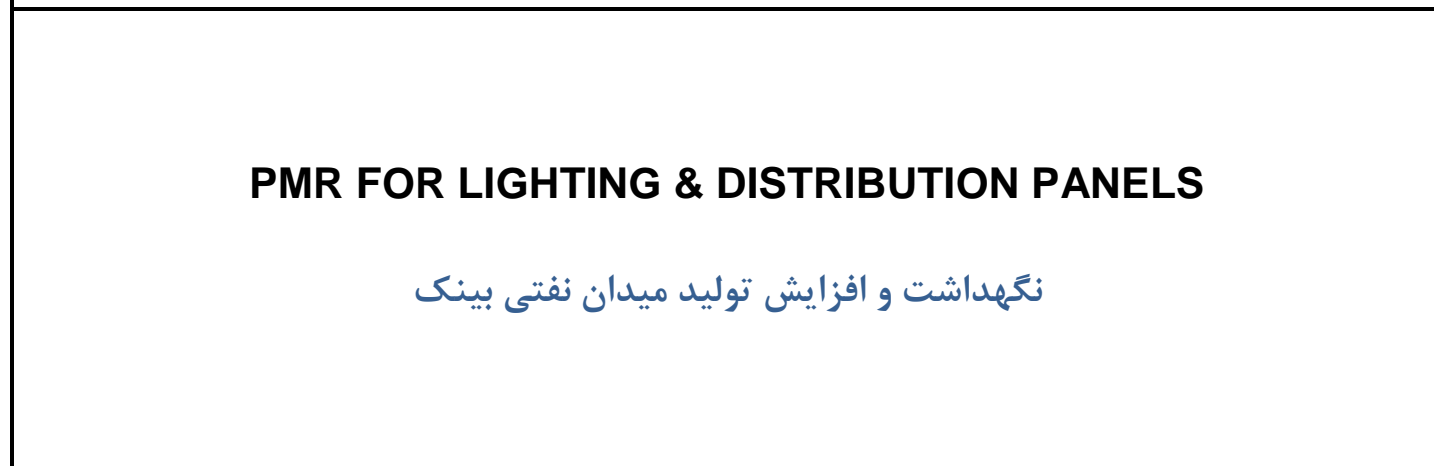 PMR FOR LIGHTING & DISTRIBUTION PANELS
نگهداشت و افزایش تولید میدان نفتی بینک